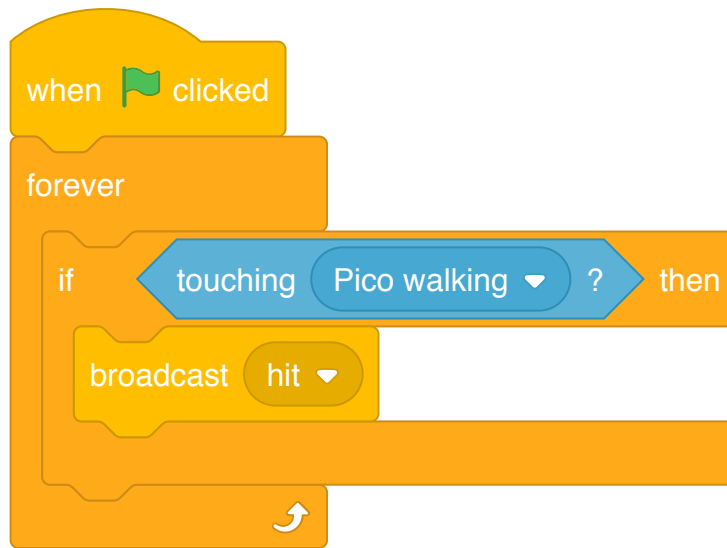 when clicked
forever
if touching Pico walking ? then
broadcast hit